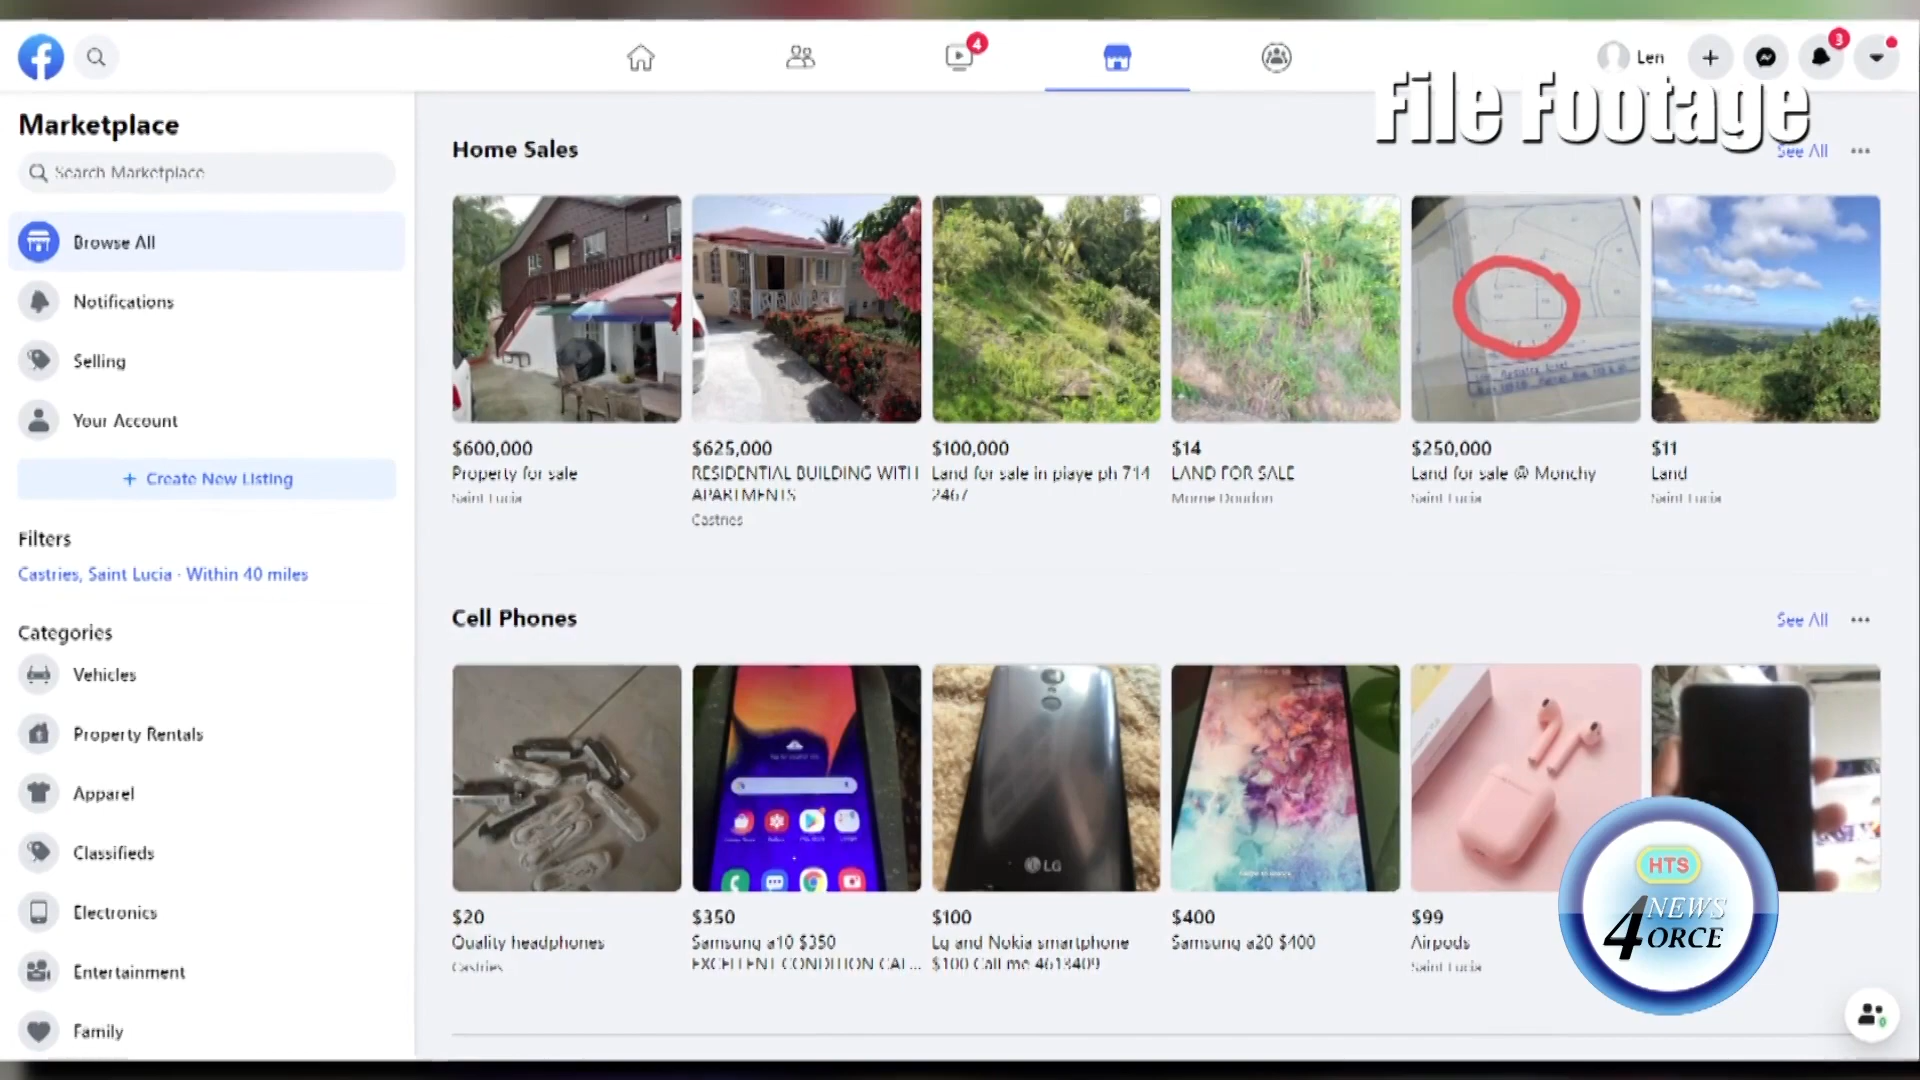 4
3
Len
File Footage
Marketplace
Search Marketplace
Browse All
Notifications
Selling
Your Account
+ Create New Listing
Filters
Castries, Saint Lucia · Within 40 miles
Categories
Vehicles
Property Rentals
Apparel
Classifieds
Electronics
Entertainment
Family
Home Sales
See All
$600,000
Property for sale
Saint Lucia
$625,000
RESIDENTIAL BUILDING WITH
APARTMENTS
Castries
$100,000
Land for sale in piaye ph 714
2467
$14
LAND FOR SALE
Morne Doudon
$250,000
Land for sale @ Monchy
Saint Lucia
$11
Land
Saint Lucia
Cell Phones
See All
LG
$20
Quality headphones
Castries
$350
Samsung a10 $350
EXCELLENT CONDITION CAL...
$100
Lg and Nokia smartphone
$100 Call me 4613409
$400
Samsung a20 $400
$99
Airpods
Saint Lucia
HTS
NEWS
4ORCE